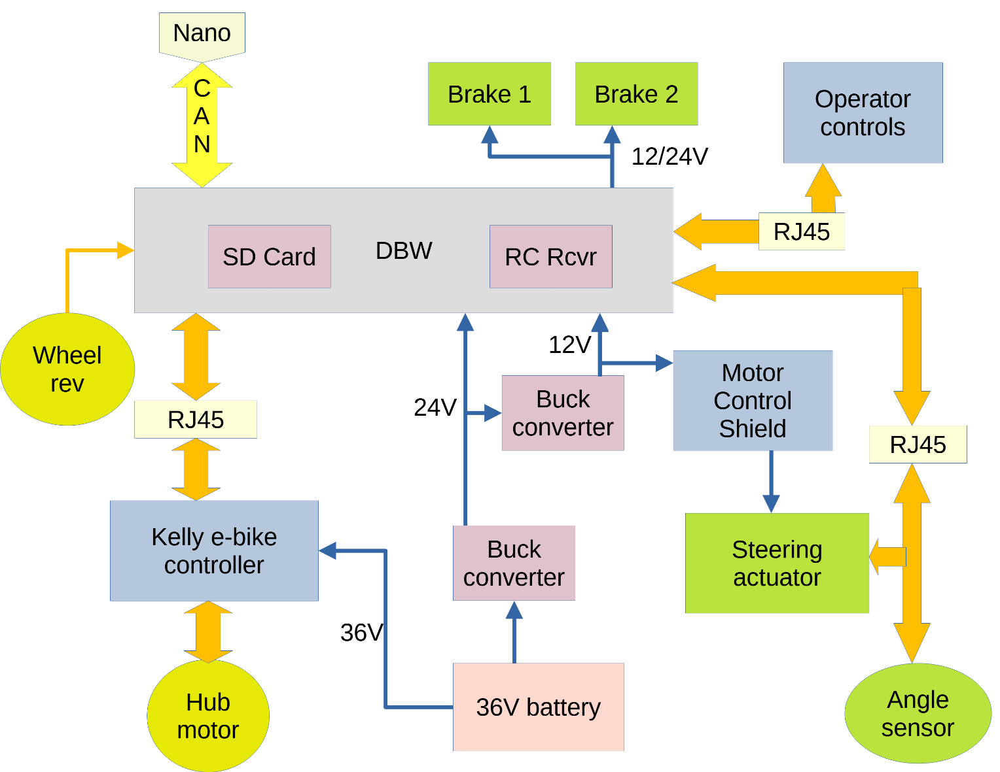 Nano
C
A
N
Brake 1
Brake 2
12/24V
Operator
controls
SD Card
DBW
RC Rcvr
RJ45
Wheel
rev
RJ45
24V
12V
Buck
converter
Motor
Control
Shield
RJ45
Kelly e-bike
controller
Buck
converter
Steering
actuator
36V
Hub
motor
36V battery
Angle
sensor